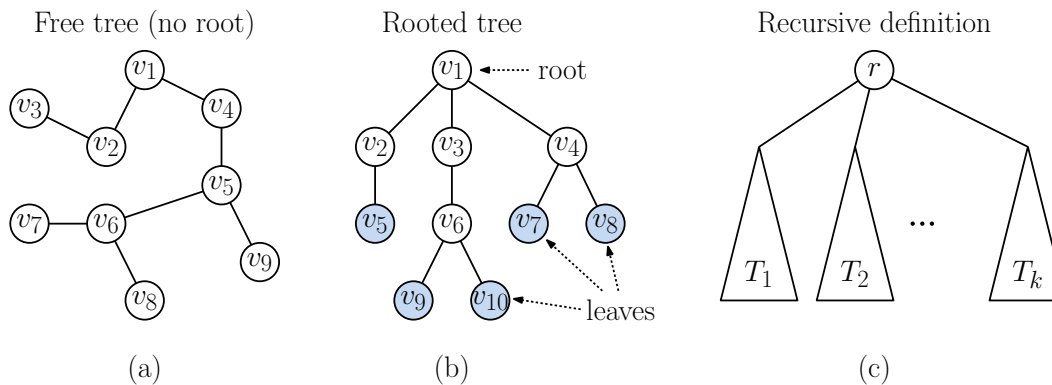 Free tree (no root)
v1
v3
v4
v2
v5
v7
v6
v9
v8
(a)
Rooted tree
v1
root
v2
v3
v4
v5
v6
v7
v8
v9
v10
leaves
(b)
Recursive definition
r
...
T1
T2
Tk
(c)